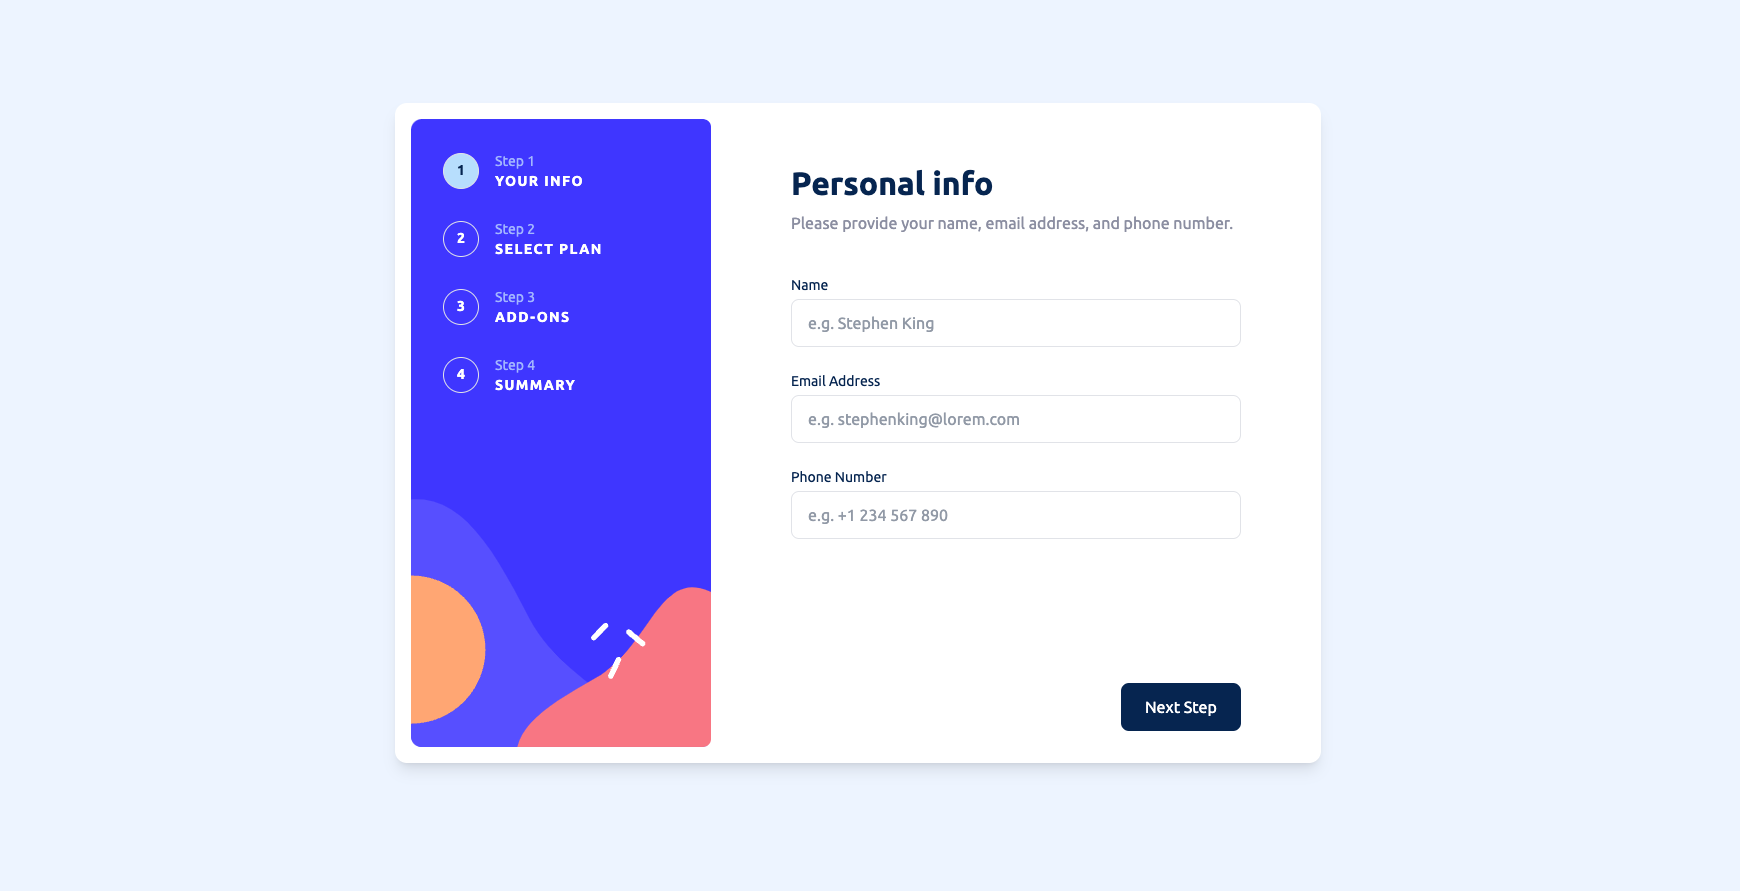 1
Step 1
YOUR INFO
2
Step 2
SELECT PLAN
3
Step 3
ADD-ONS
4
Step 4
SUMMARY
Personal info
Please provide your name, email address, and phone number.
Name
e.g. Stephen King
Email Address
e.g. stephenking@lorem.com
Phone Number
e.g. +1 234 567 890
Next Step